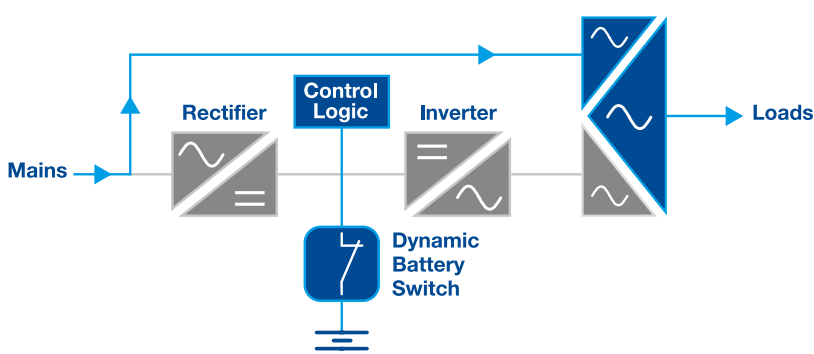 Control
Logic
Rectifier
Inverter
Loads
Mains
Dynamic
Battery
Switch